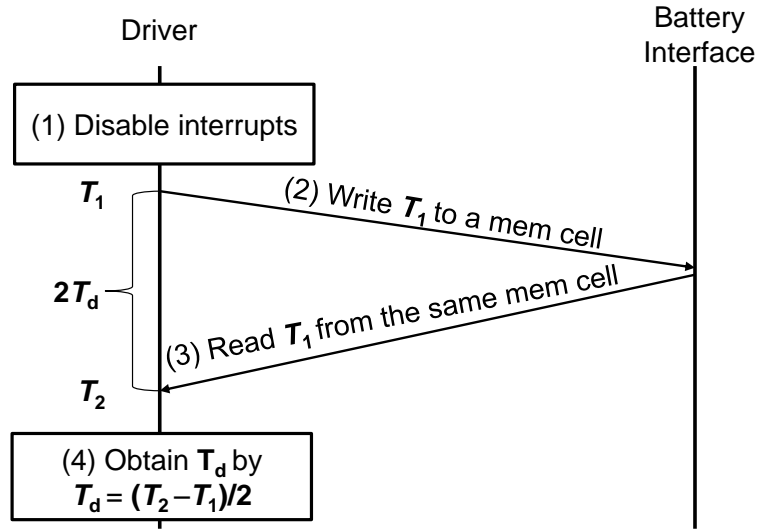 Driver
Battery
Interface
(1) Disable interrupts
T1
(2) Write T1 to a mem cell
2Td
(3) Read T1 from the same mem cell
T2
(4) Obtain Td by
Td = (T2 –T1)/2